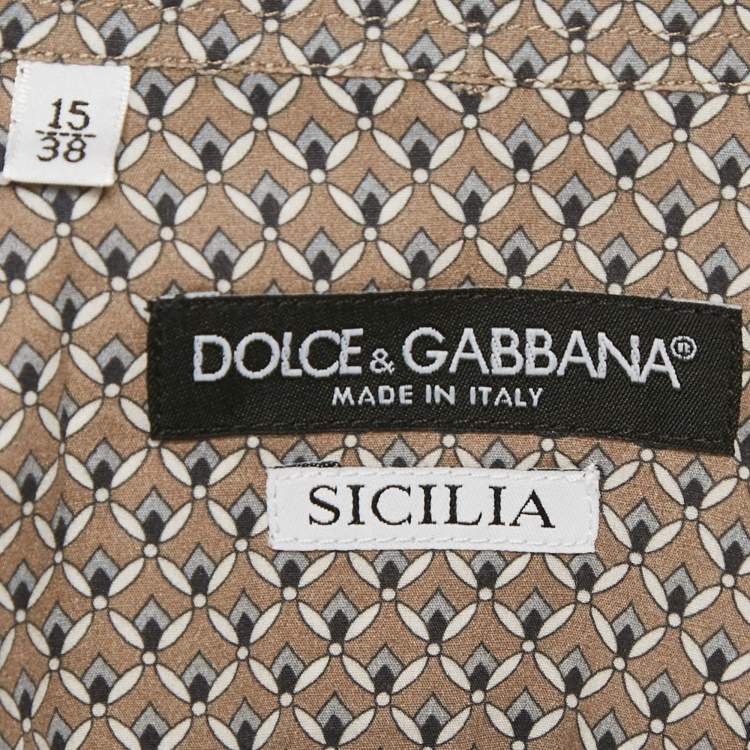 15
38
DOLCE & GABBANA®
MADE IN ITALY
SICILIA